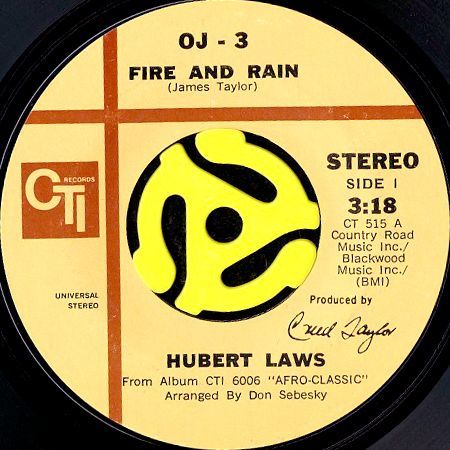 OJ - 3
FIRE AND RAIN
(James Taylor)
CTI
RECORDS
STEREO
SIDE I
3:18
CT 515 A
Country Road
Music Inc./
Blackwood
Music Inc./
(BMI)
UNIVERSAL
STEREO
Produced by
Creed Taylor
HUBERT LAWS
From Album CTI 6006 "AFRO-CLASSIC"
Arranged By Don Sebesky